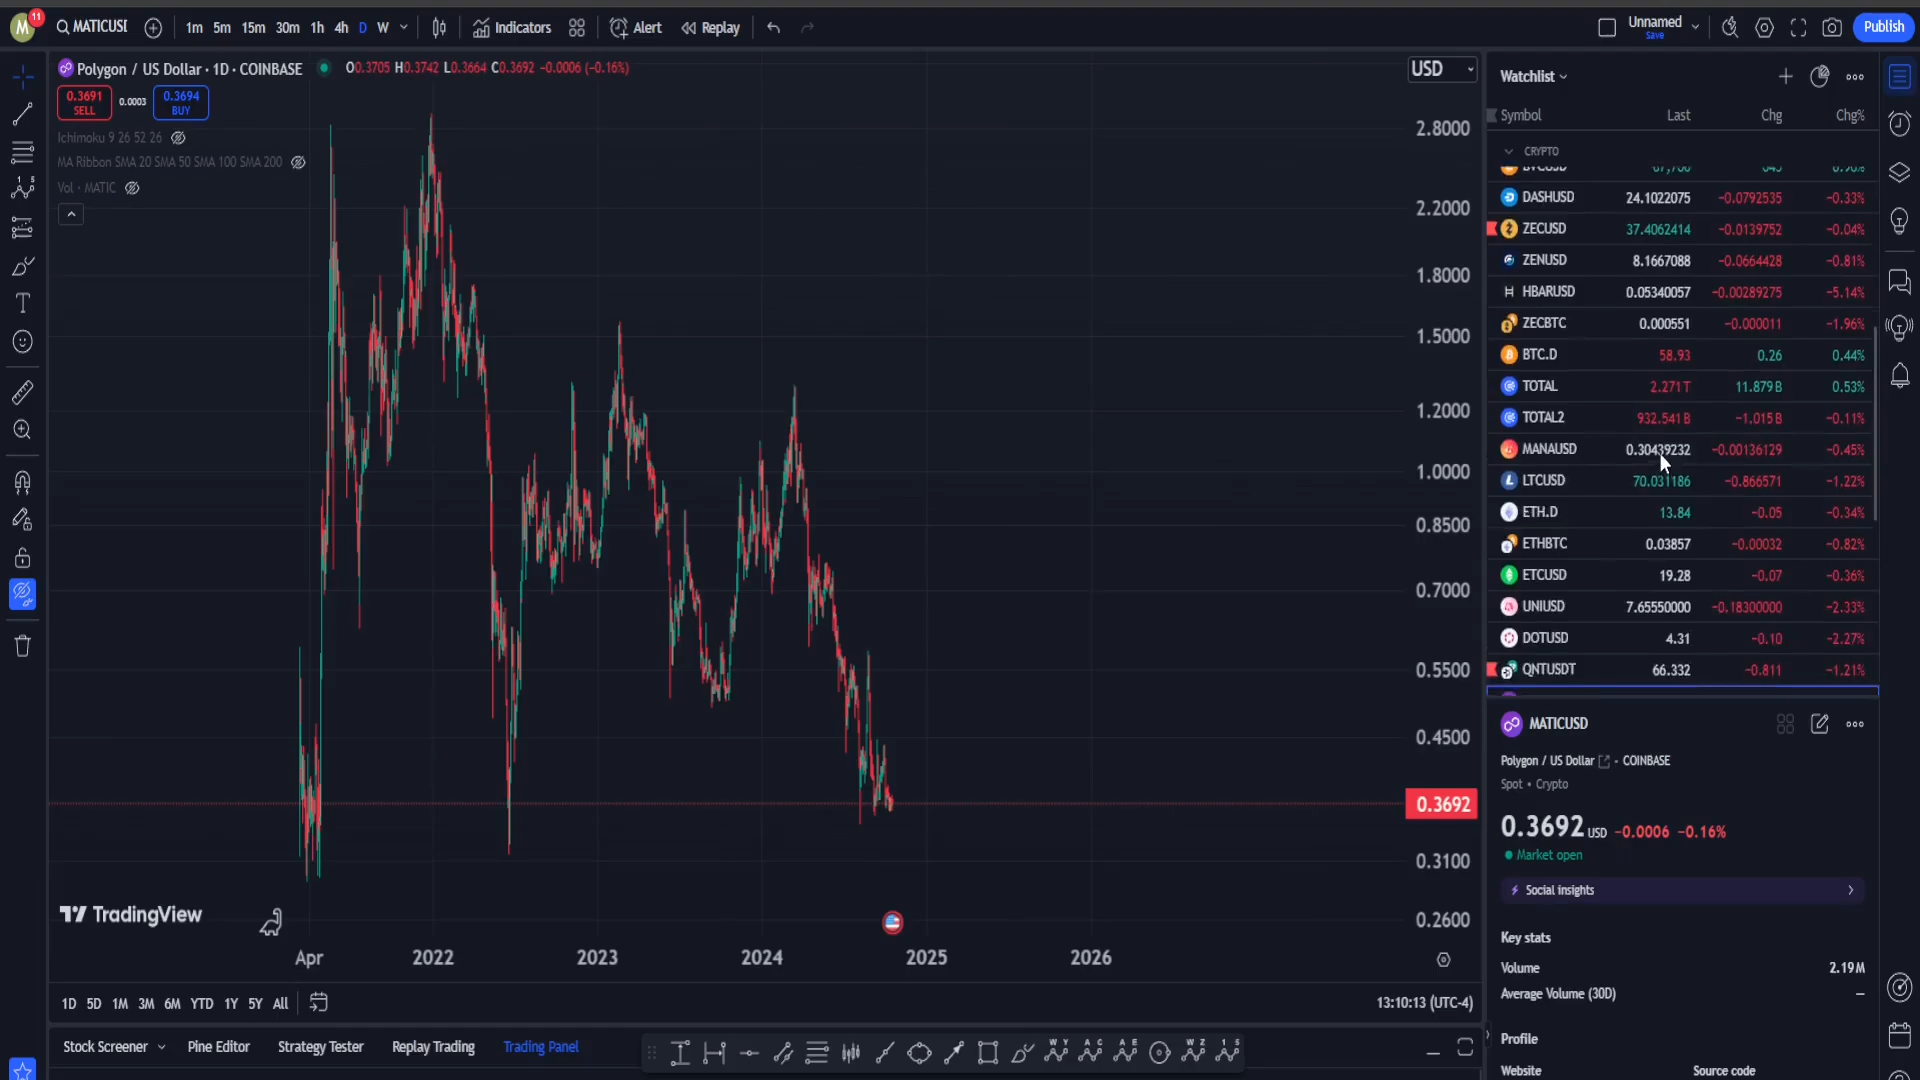 M 11 MATICUSD 1m 5m 15m 30m 1h 4h D W Indicators Alert Replay Unnamed Save Publish
Polygon / US Dollar · 1D · COINBASE O0.3705 H0.3742 L0.3664 C0.3692 −0.0006 (−0.16%)
USD
0.3691 SELL 0.0003 0.3694 BUY
Ichimoku 9 26 52 26
MA Ribbon SMA 20 SMA 50 SMA 100 SMA 200
Vol · MATIC
2.8000
2.2000
1.8000
1.5000
1.2000
1.0000
0.8500
0.7000
0.5500
0.4500
0.3692
0.3100
0.2600
TradingView
Apr 2022 2023 2024 2025 2026
1D 5D 1M 3M 6M YTD 1Y 5Y All
13:10:13 (UTC-4)
Stock Screener Pine Editor Strategy Tester Replay Trading Trading Panel
Watchlist
Symbol Last Chg Chg%
CRYPTO
DASHUSD 24.1022075 −0.0792535 −0.33%
ZECUSD 37.4062414 −0.0139752 −0.04%
ZENUSD 8.1667088 −0.0664428 −0.81%
HBARUSD 0.05340057 −0.00289275 −5.14%
ZECBTC 0.000551 −0.000011 −1.96%
BTC.D 58.93 0.26 0.44%
TOTAL 2.271 T 11.879 B 0.53%
TOTAL2 932.541 B −1.015 B −0.11%
MANAUSD 0.30439232 −0.00136129 −0.45%
LTCUSD 70.031186 −0.866571 −1.22%
ETH.D 13.84 −0.05 −0.34%
ETHBTC 0.03857 −0.00032 −0.82%
ETCUSD 19.28 −0.07 −0.36%
UNIUSD 7.65550000 −0.18300000 −2.33%
DOTUSD 4.31 −0.10 −2.27%
QNTUSDT 66.332 −0.811 −1.21%
MATICUSD
Polygon / US Dollar · COINBASE
Spot • Crypto
0.3692 USD −0.0006 −0.16%
Market open
Social insights
Key stats
Volume 2.19 M
Average Volume (30D) —
Profile
Website Source code